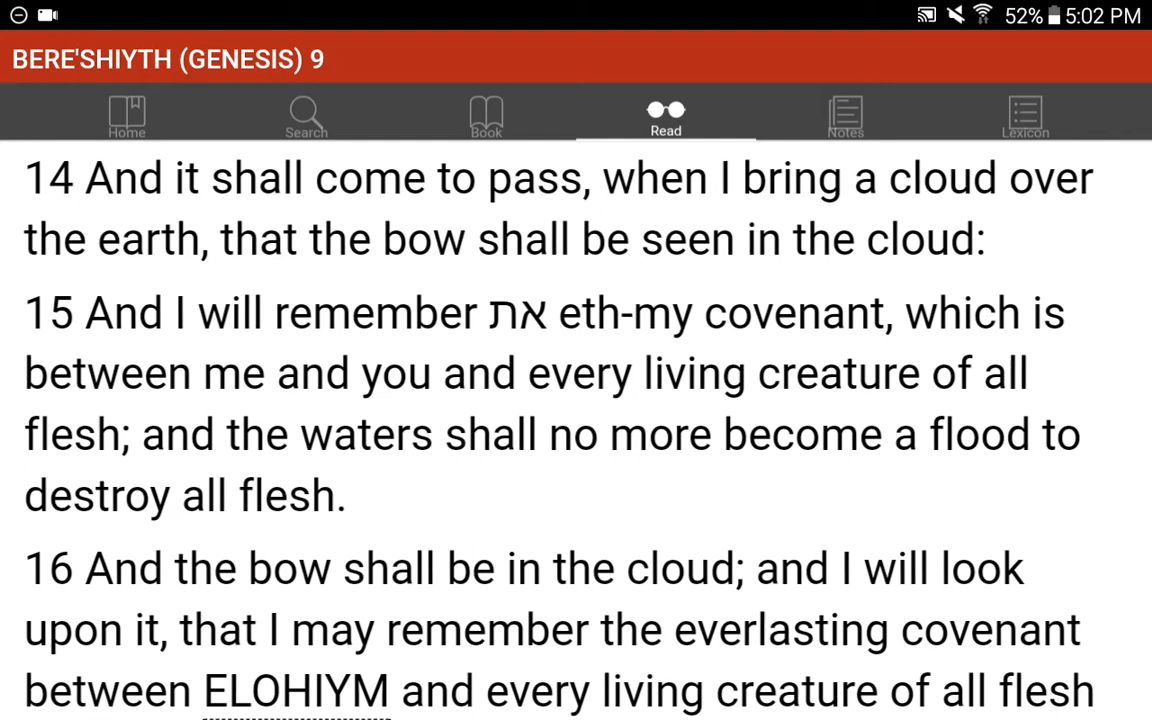 52% 5:02 PM
BERE'SHIYTH (GENESIS) 9
Home Search Book Read Notes Lexicon
14 And it shall come to pass, when I bring a cloud over
the earth, that the bow shall be seen in the cloud:
15 And I will remember את eth-my covenant, which is
between me and you and every living creature of all
flesh; and the waters shall no more become a flood to
destroy all flesh.
16 And the bow shall be in the cloud; and I will look
upon it, that I may remember the everlasting covenant
between ELOHIYM and every living creature of all flesh